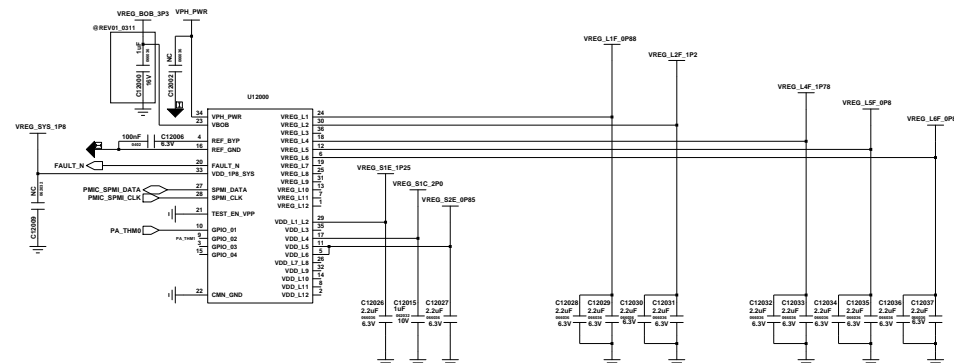 VREG_BOB_3P3
VPH_PWR
@REV01_0311
1uF
C12000
16V
NC
C12002
U12000
VREG_L1F_0P88
VREG_L2F_1P2
VREG_L4F_1P78
VREG_L5F_0P8
VREG_L6F_0P8
VREG_SYS_1P8
34 VPH_PWR
23 VBOB
100nF C12006
0402 6.3V
4 REF_BYP
16 REF_GND
FAULT_N 20 FAULT_N
33 VDD_1P8_SYS
PMIC_SPMI_DATA 27 SPMI_DATA
PMIC_SPMI_CLK 28 SPMI_CLK
21 TEST_EN_VPP
PA_THM0 10 GPIO_01
PA_THM1 9 GPIO_02
3 GPIO_03
15 GPIO_04
22 CMN_GND
NC
C12009
VREG_L1 24
VREG_L2 30
VREG_L3 36
VREG_L4 18
VREG_L5 12
VREG_L6 6
VREG_L7 19
VREG_L8 25
VREG_L9 31
VREG_L10 13
VREG_L11 7
VREG_L12 1
VDD_L1_L2 29
VDD_L3 35
VDD_L4 17
VDD_L5 11
VDD_L6 5
VDD_L7_L8 26
VDD_L9 32
VDD_L10 14
VDD_L11 8
VDD_L12 2
VREG_S1E_1P25
VREG_S1C_2P0
VREG_S2E_0P85
C12026
2.2uF
6.3V
C12015
1uF
10V
C12027
2.2uF
6.3V
C12028
2.2uF
6.3V
C12029
2.2uF
6.3V
C12030
2.2uF
6.3V
C12031
2.2uF
6.3V
C12032
2.2uF
6.3V
C12033
2.2uF
6.3V
C12034
2.2uF
6.3V
C12035
2.2uF
6.3V
C12036
2.2uF
6.3V
C12037
2.2uF
6.3V